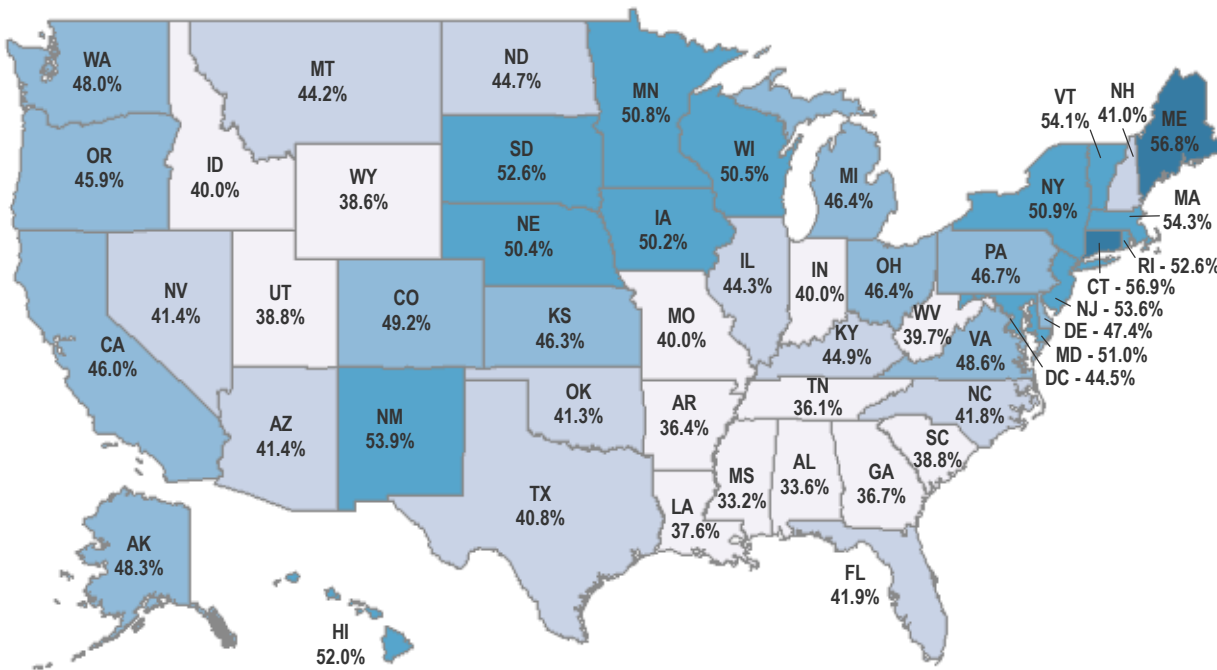 WA
48.0%
MT
44.2%
ND
44.7%
MN
50.8%
VT
54.1%
NH
41.0%
ME
56.8%
OR
45.9%
ID
40.0%
WY
38.6%
SD
52.6%
WI
50.5%
MI
46.4%
NY
50.9%
MA
54.3%
NE
50.4%
IA
50.2%
NV
41.4%
UT
38.8%
CO
49.2%
KS
46.3%
MO
40.0%
IL
44.3%
IN
40.0%
OH
46.4%
PA
46.7%
RI - 52.6%
CT - 56.9%
NJ - 53.6%
DE - 47.4%
MD - 51.0%
DC - 44.5%
CA
46.0%
KY
44.9%
WV
39.7%
VA
48.6%
AZ
41.4%
NM
53.9%
OK
41.3%
AR
36.4%
TN
36.1%
NC
41.8%
SC
38.8%
TX
40.8%
LA
37.6%
MS
33.2%
AL
33.6%
GA
36.7%
AK
48.3%
HI
52.0%
FL
41.9%